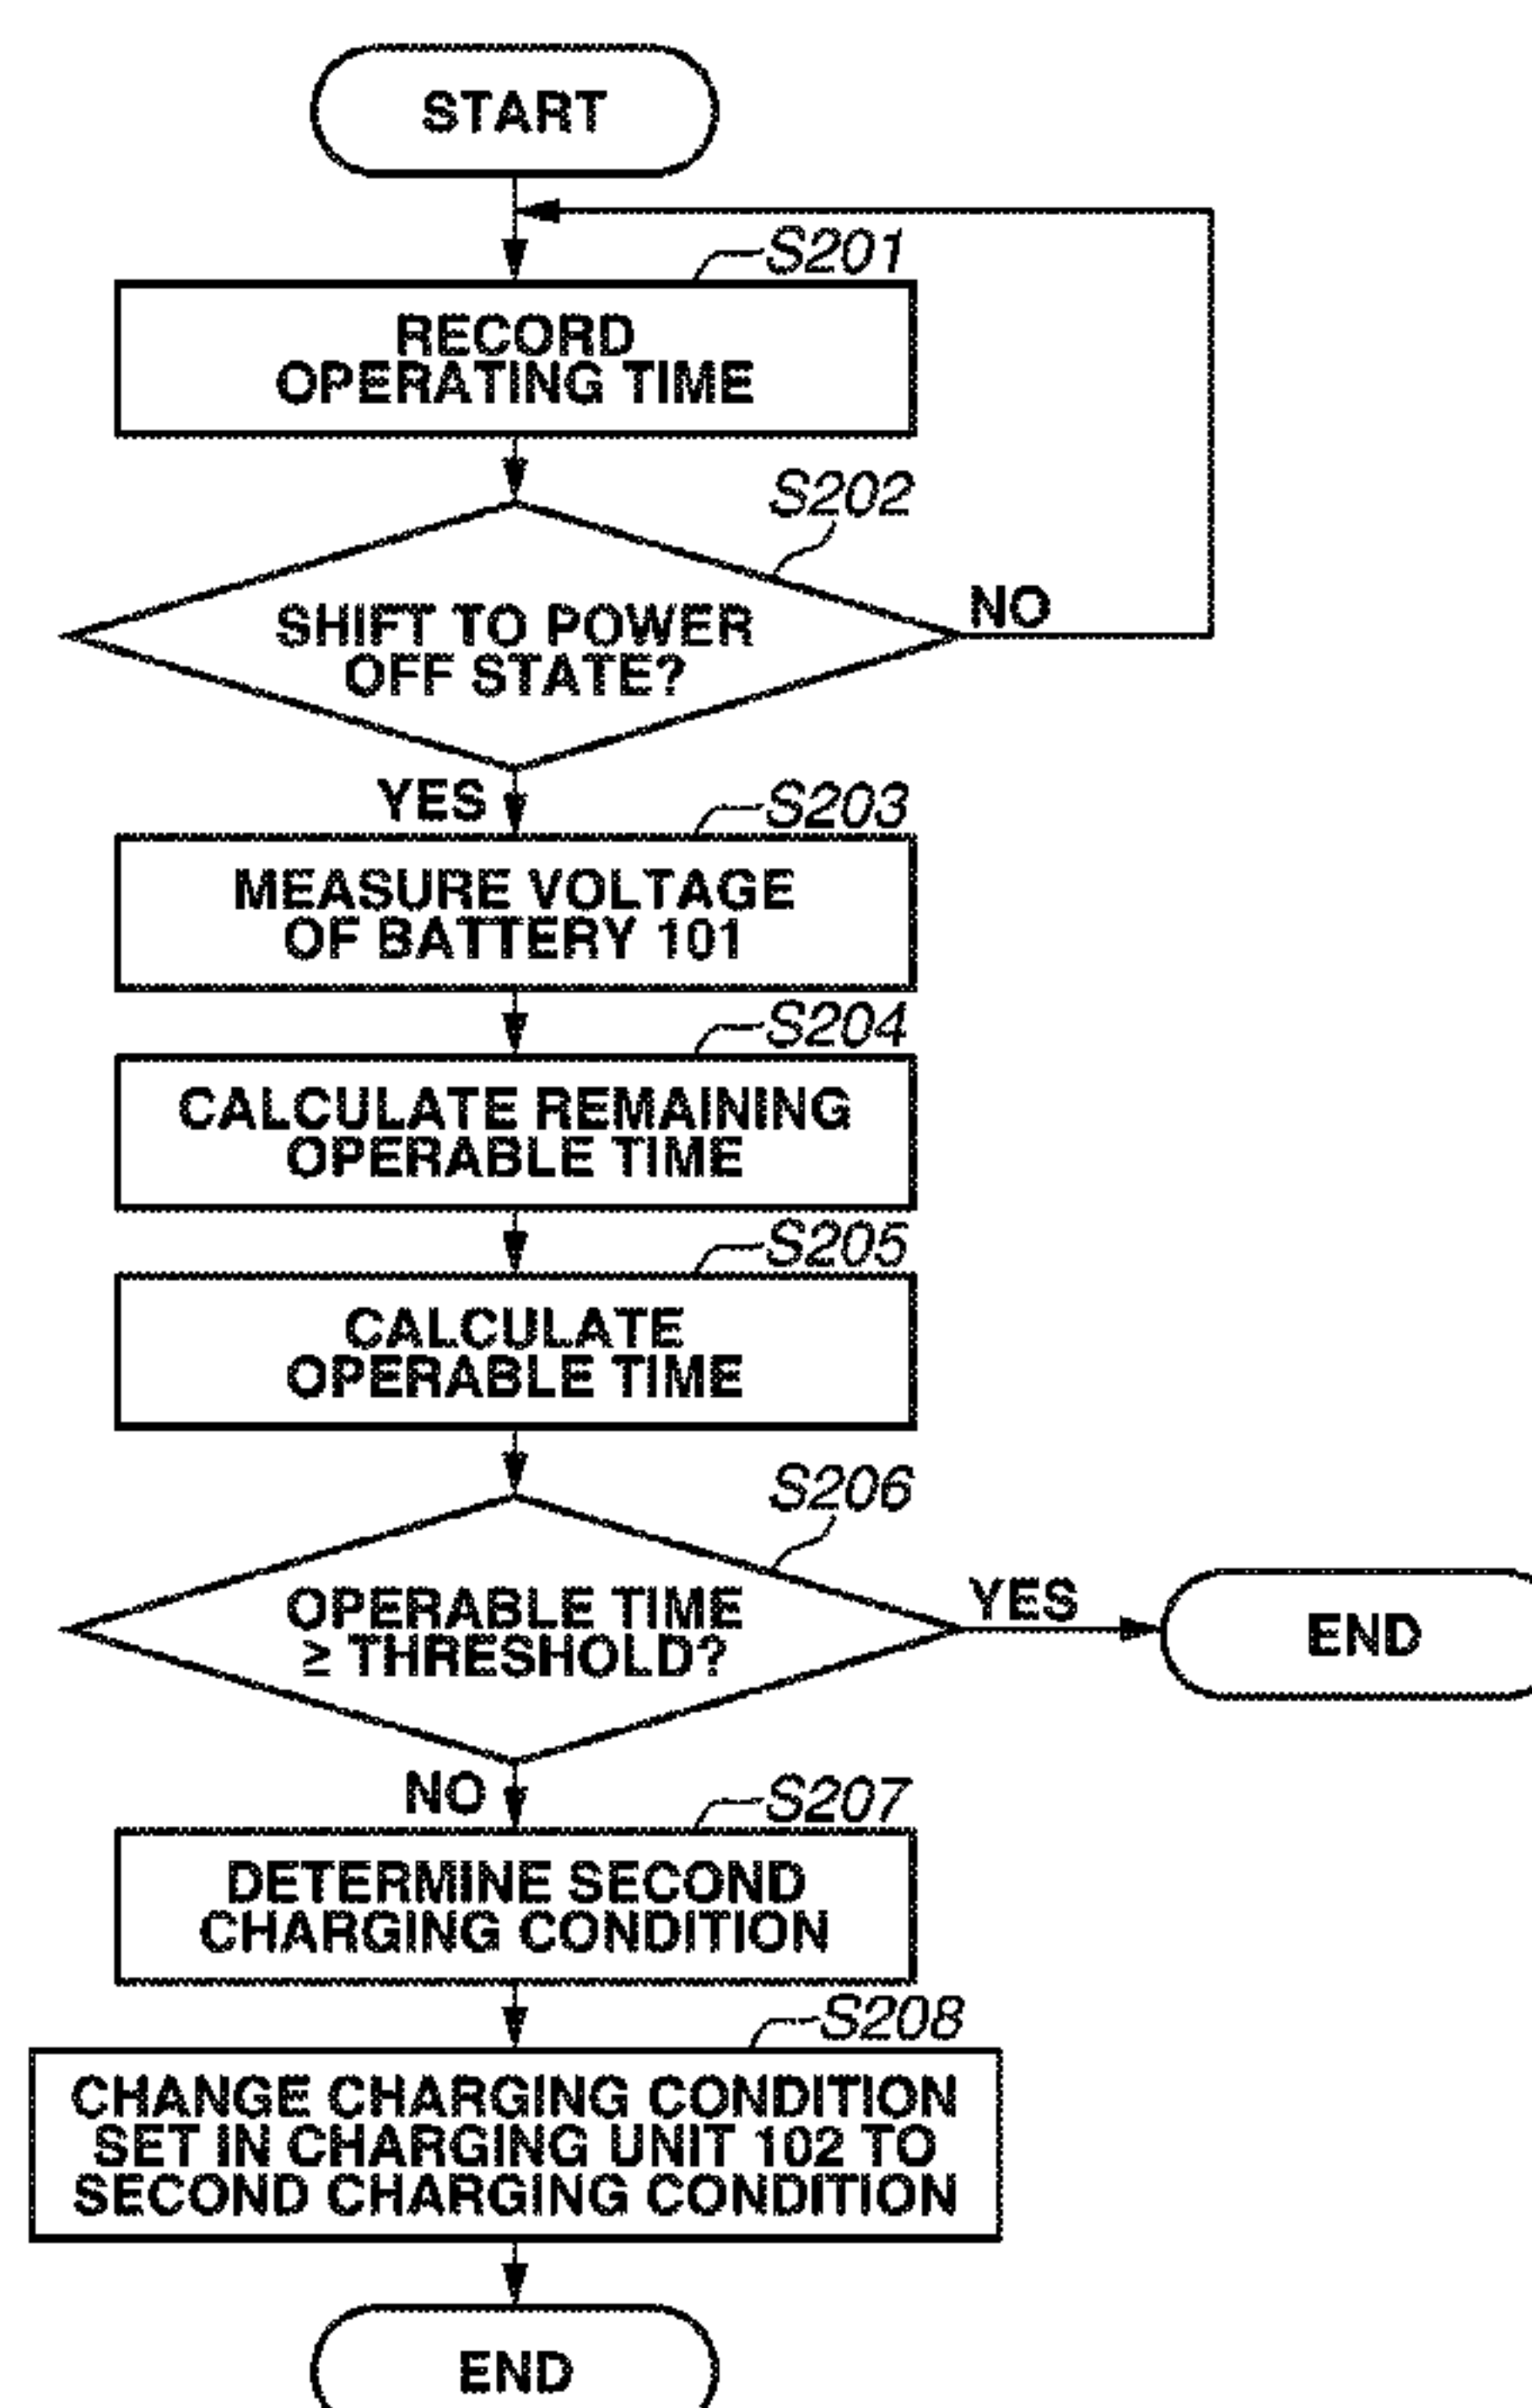 START
S201
RECORD
OPERATING TIME
S202
SHIFT TO POWER
OFF STATE?
NO
YES
S203
MEASURE VOLTAGE
OF BATTERY 101
S204
CALCULATE REMAINING
OPERABLE TIME
S205
CALCULATE
OPERABLE TIME
S206
OPERABLE TIME
≥ THRESHOLD?
YES
END
NO
S207
DETERMINE SECOND
CHARGING CONDITION
S208
CHANGE CHARGING CONDITION
SET IN CHARGING UNIT 102 TO
SECOND CHARGING CONDITION
END